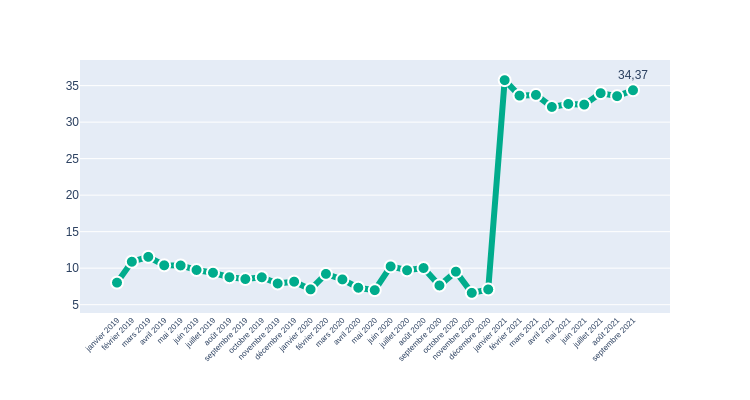 34,37
35
30
25
20
15
10
5
janvier 2019
février 2019
mars 2019
avril 2019
mai 2019
juin 2019
juillet 2019
août 2019
septembre 2019
octobre 2019
novembre 2019
décembre 2019
janvier 2020
février 2020
mars 2020
avril 2020
mai 2020
juin 2020
juillet 2020
août 2020
septembre 2020
octobre 2020
novembre 2020
décembre 2020
janvier 2021
février 2021
mars 2021
avril 2021
mai 2021
juin 2021
juillet 2021
août 2021
septembre 2021